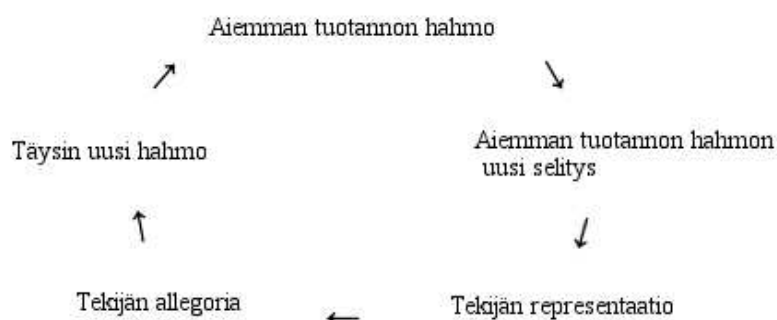 Aiemman tuotannon hahmo
Täysin uusi hahmo
Aiemman tuotannon hahmon
uusi selitys
Tekijän allegoria
Tekijän representaatio